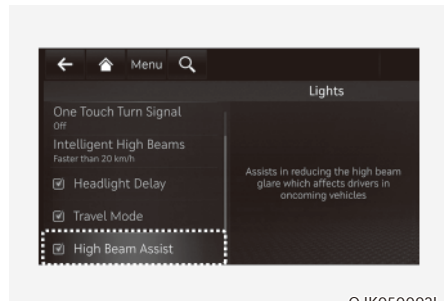 Menu
Lights
One Touch Turn Signal
Off
Intelligent High Beams
Faster than 20 km/h
Headlight Delay
Travel Mode
High Beam Assist
Assists in reducing the high beam
glare which affects drivers in
oncoming vehicles